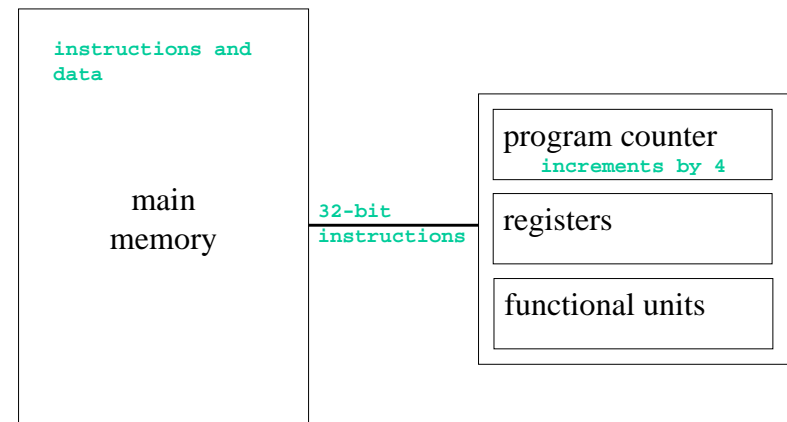 instructions and
data
main
memory
32-bit
instructions
program counter
increments by 4
registers
functional units